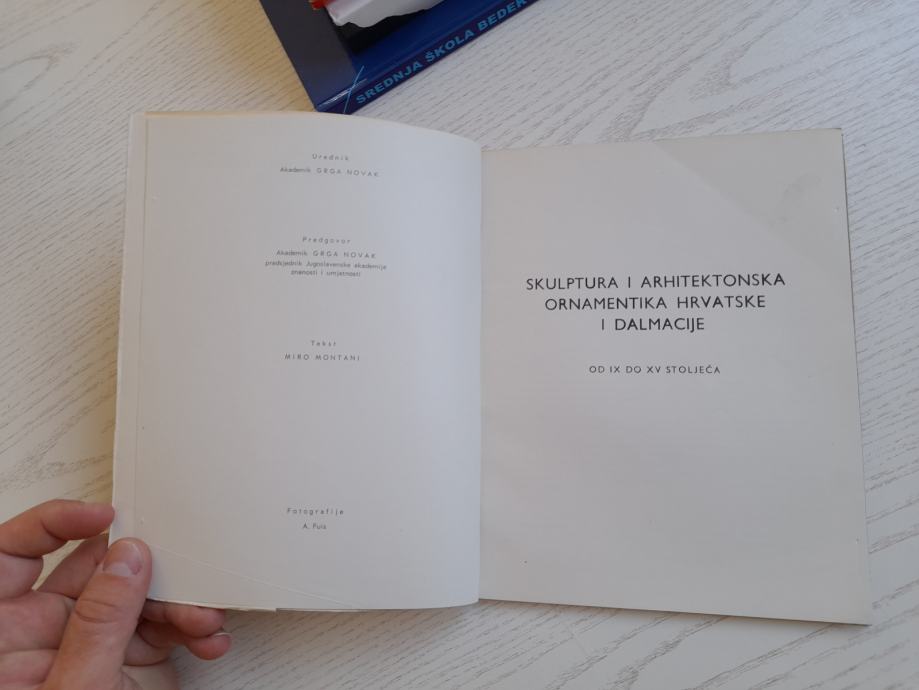 SREDNJA ŠKOLA BEDEK
Urednik
Akademik GRGA NOVAK
Predgovor
Akademik GRGA NOVAK
predsjednik Jugoslavenske akademije
znanosti i umjetnosti
Tekst
MIRO MONTANI
Fotografije
A. Fuis
SKULPTURA I ARHITEKTONSKA
ORNAMENTIKA HRVATSKE
I DALMACIJE
OD IX DO XV STOLJEĆA